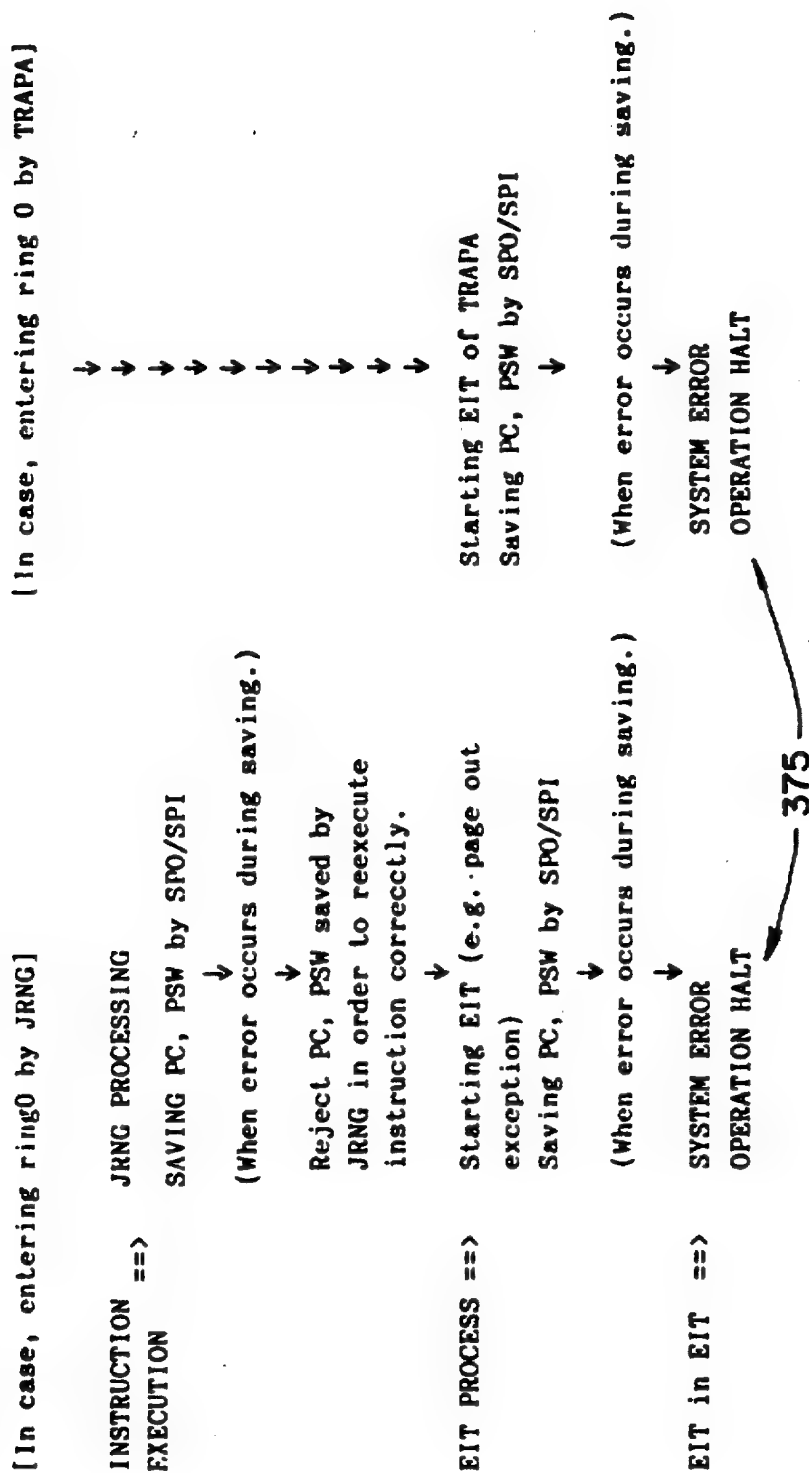 [In case, entering ring0 by JRNG]
INSTRUCTION ==>
EXECUTION
JRNG PROCESSING
SAVING PC, PSW by SPO/SPI
↓
(When error occurs during saving.)
↓
Reject PC, PSW saved by
JRNG in order to reexecute
instruction correcctly.
↓
EIT PROCESS ==>
Starting EIT (e.g. page out
exception)
Saving PC, PSW by SPO/SPI
↓
(When error occurs during saving.)
↓
EIT in EIT ==>
SYSTEM ERROR
OPERATION HALT
[In case, entering ring 0 by TRAPA]
↓
↓
↓
↓
↓
↓
↓
↓
↓
↓
Starting EIT of TRAPA
Saving PC, PSW by SPO/SPI
↓
(When error occurs during saving.)
↓
SYSTEM ERROR
OPERATION HALT
375